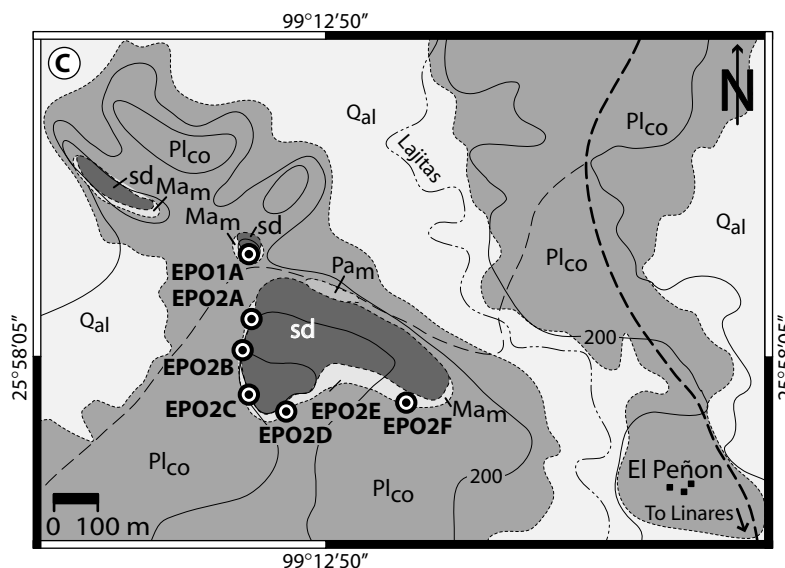 99°12'50"
C
N
Qal
Plco
Plco
Lajitas
sd
Mam
Mam
sd
Qal
EPO1A
Pam
Plco
EPO2A
25°58'05"
25°58'05"
Qal
sd
200
EPO2B
EPO2C
EPO2E
Mam
EPO2D
EPO2F
Plco
200
El Peñon
Plco
0 100 m
To Linares
99°12'50"